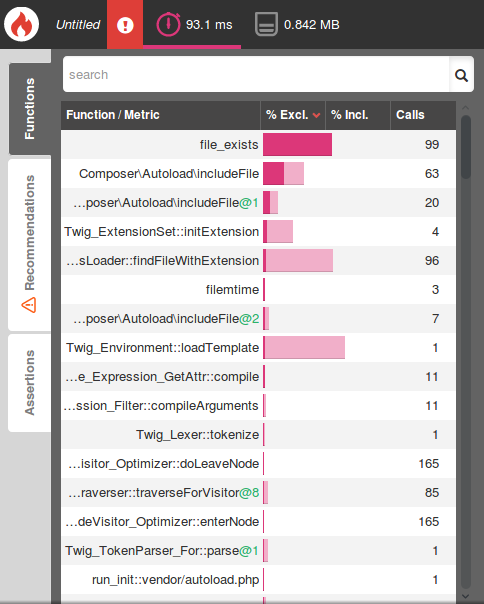 Untitled 93.1 ms 0.842 MB
Functions
Recommendations
Assertions
search
Function / Metric % Excl. % Incl. Calls
file_exists 99
Composer\Autoload\includeFile 63
…poser\Autoload\includeFile@1 20
Twig_ExtensionSet::initExtension 4
…sLoader::findFileWithExtension 96
filemtime 3
…poser\Autoload\includeFile@2 7
Twig_Environment::loadTemplate 1
…e_Expression_GetAttr::compile 11
…ssion_Filter::compileArguments 11
Twig_Lexer::tokenize 1
…isitor_Optimizer::doLeaveNode 165
…raverser::traverseForVisitor@8 85
…deVisitor_Optimizer::enterNode 165
Twig_TokenParser_For::parse@1 1
run_init::vendor/autoload.php 1